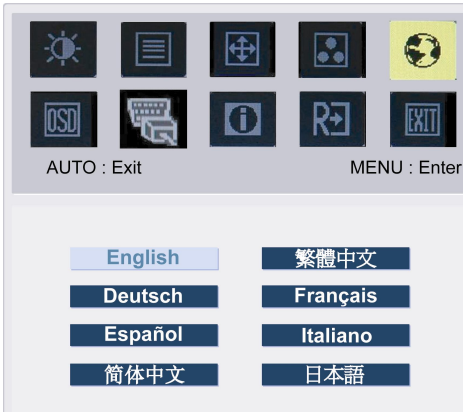 OSD
R
EXIT
AUTO : Exit
MENU : Enter
English
繁體中文
Deutsch
Français
Español
Italiano
简体中文
日本語